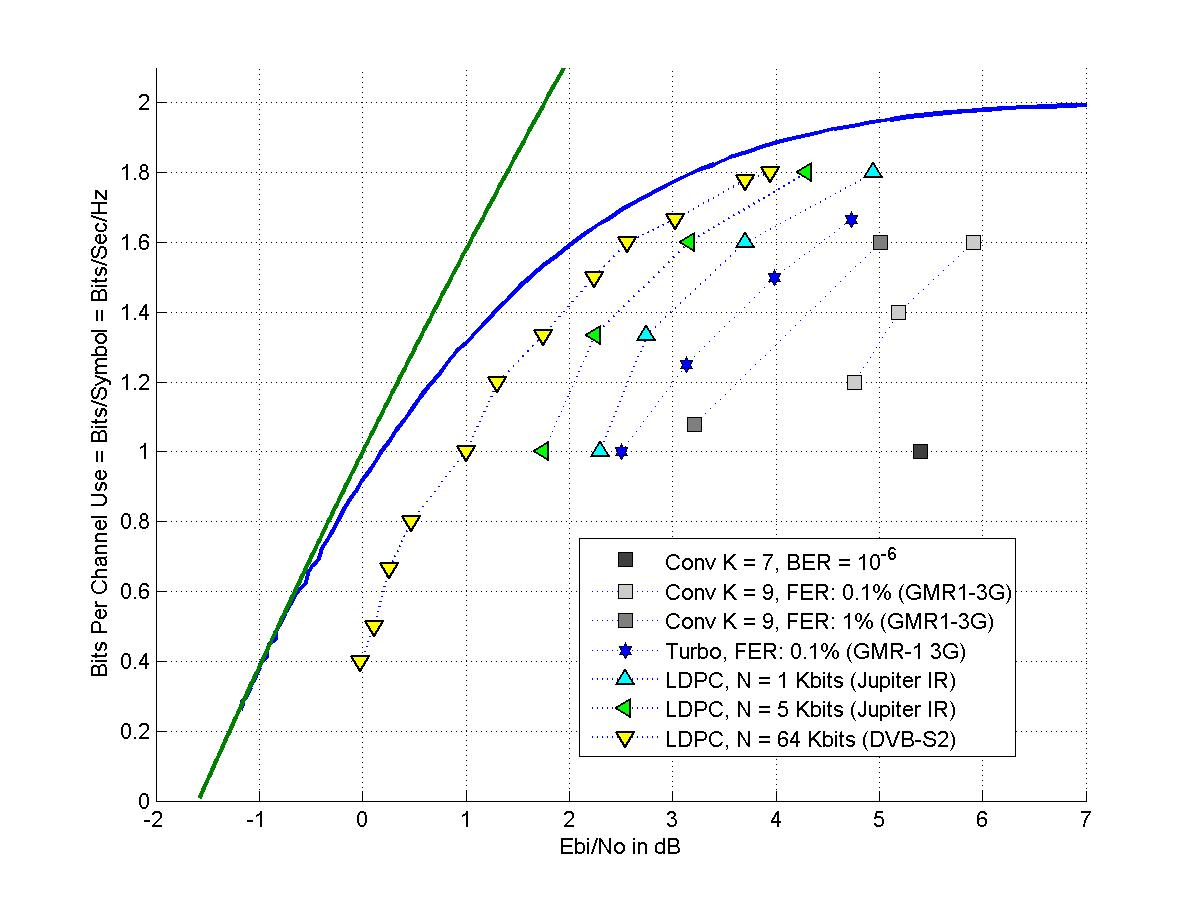 2
1.8
1.6
1.4
1.2
1
0.8
0.6
0.4
0.2
0
-2 -1 0 1 2 3 4 5 6 7
Bits Per Channel Use = Bits/Symbol = Bits/Sec/Hz
Ebi/No in dB
Conv K = 7, BER = 10^-6
Conv K = 9, FER: 0.1% (GMR1-3G)
Conv K = 9, FER: 1% (GMR1-3G)
Turbo, FER: 0.1% (GMR-1 3G)
LDPC, N = 1 Kbits (Jupiter IR)
LDPC, N = 5 Kbits (Jupiter IR)
LDPC, N = 64 Kbits (DVB-S2)